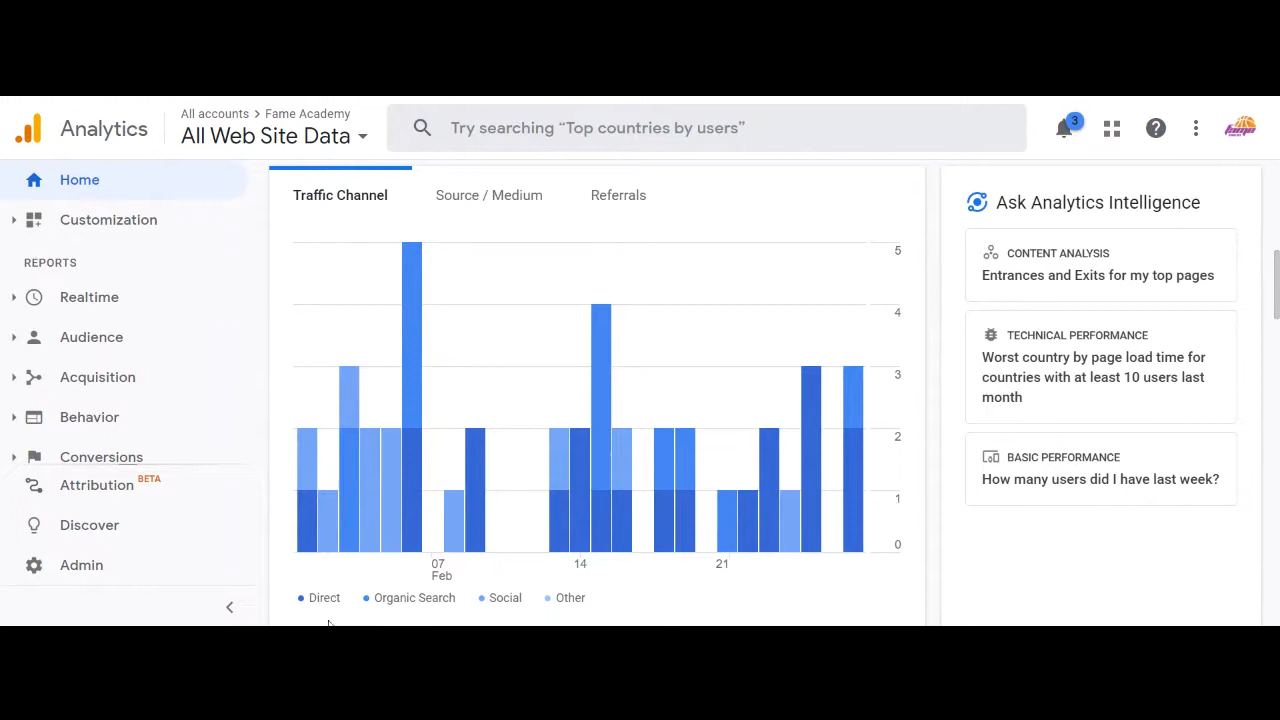 Analytics
All accounts > Fame Academy
All Web Site Data
Try searching “Top countries by users”
3
Home
Customization
REPORTS
Realtime
Audience
Acquisition
Behavior
Conversions
Attribution BETA
Discover
Admin
Traffic Channel
Source / Medium
Referrals
5
4
3
2
1
0
07
Feb
14
21
Direct
Organic Search
Social
Other
Ask Analytics Intelligence
CONTENT ANALYSIS
Entrances and Exits for my top pages
TECHNICAL PERFORMANCE
Worst country by page load time for
countries with at least 10 users last
month
BASIC PERFORMANCE
How many users did I have last week?